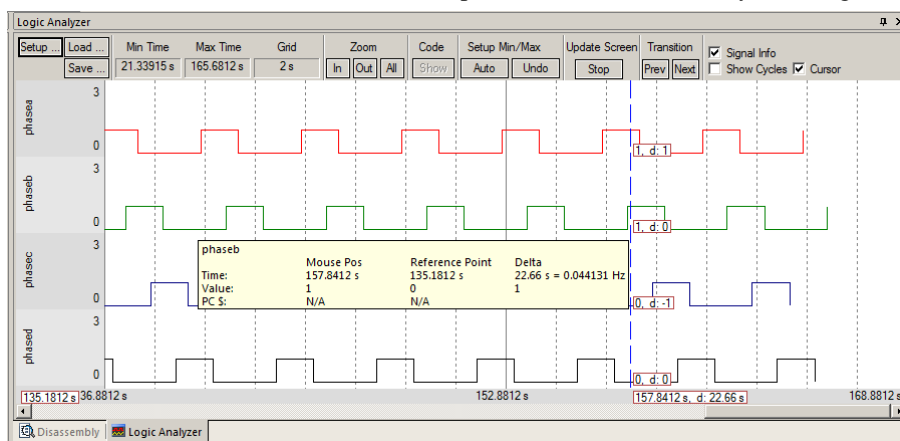 Logic Analyzer
Setup ... Load ... Min Time Max Time Grid Zoom Code Setup Min/Max Update Screen Transition Signal Info
Save ... 21.33915 s 165.6812 s 2 s In Out All Show Auto Undo Stop Prev Next Show Cycles Cursor
phasea 3
0 1, d: 1
phaseb 3
0 1, d: 0
phasec 3
0 0, d: -1
phaseb
Mouse Pos Reference Point Delta
Time: 157.8412 s 135.1812 s 22.66 s = 0.044131 Hz
Value: 1 0 1
PC $: N/A N/A
phased 3
0 0, d: 0
135.1812 s 36.8812 s 152.8812 s 157.8412 s, d: 22.66 s 168.8812 s
Disassembly Logic Analyzer